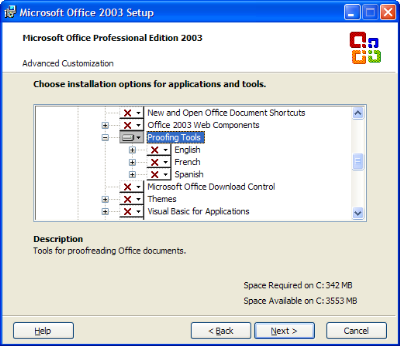 Microsoft Office 2003 Setup
Microsoft Office Professional Edition 2003
Advanced Customization
Choose installation options for applications and tools.
New and Open Office Document Shortcuts
Office 2003 Web Components
Proofing Tools
English
French
Spanish
Microsoft Office Download Control
Themes
Visual Basic for Applications
Description
Tools for proofreading Office documents.
Space Required on C: 342 MB
Space Available on C: 3553 MB
Help < Back Next > Cancel